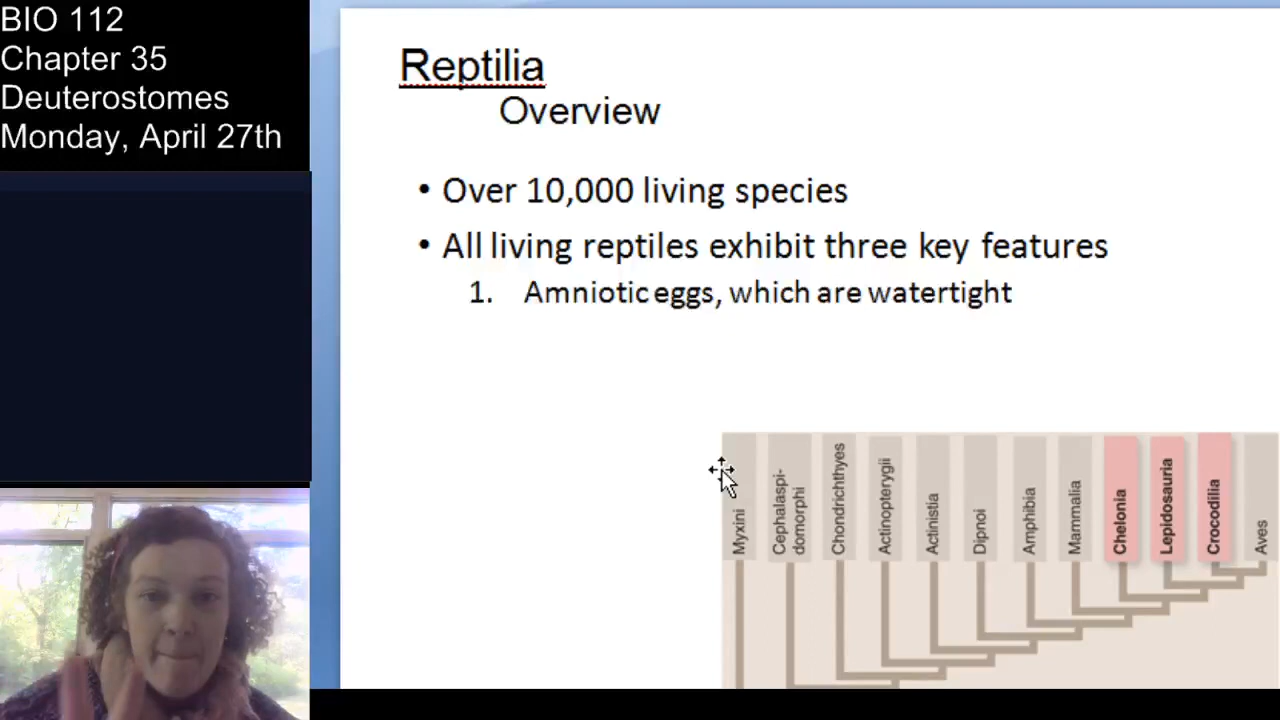 BIO 112
Chapter 35
Deuterostomes
Monday, April 27th
Reptilia
Overview
• Over 10,000 living species
• All living reptiles exhibit three key features
1. Amniotic eggs, which are watertight
Myxini
Cephalaspi-
domorphi
Chondrichthyes
Actinopterygii
Actinistia
Dipnoi
Amphibia
Mammalia
Chelonia
Lepidosauria
Crocodilia
Aves